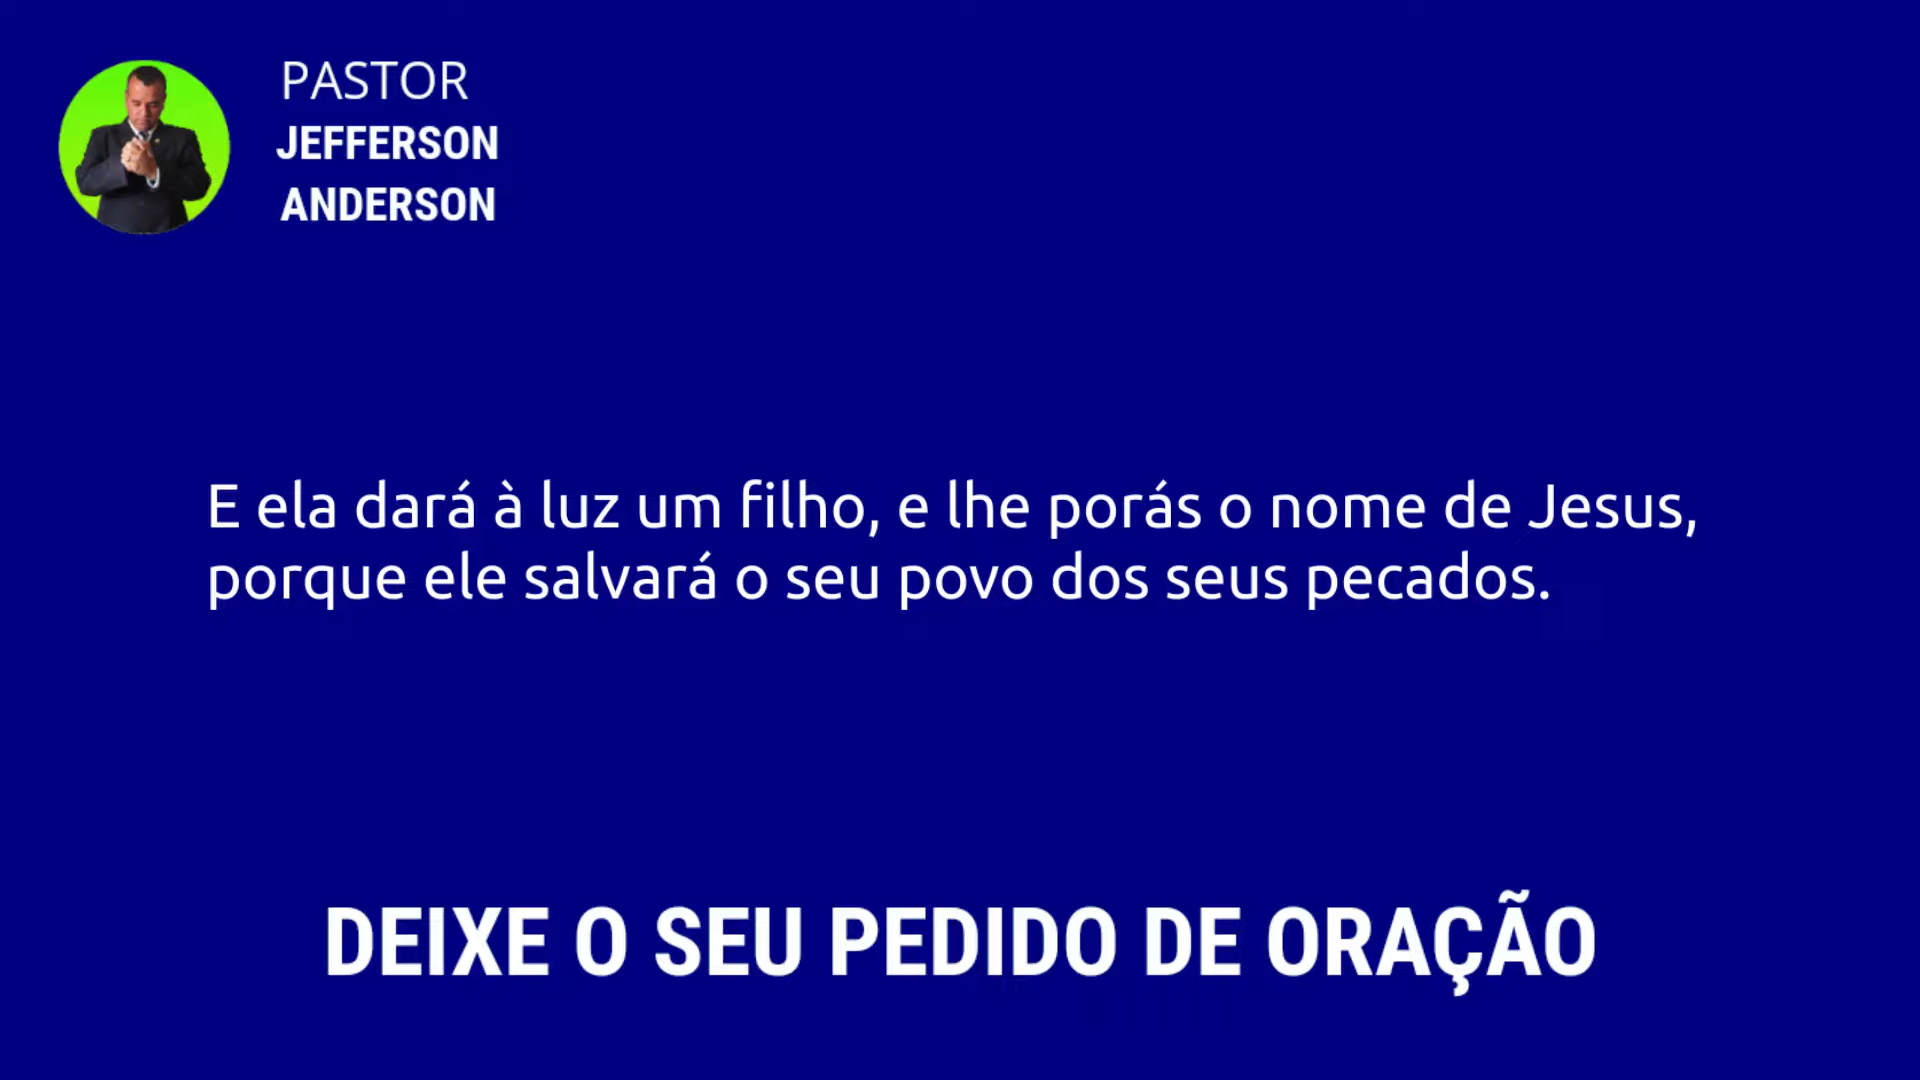 PASTOR
JEFFERSON
ANDERSON
E ela dará à luz um filho, e lhe porás o nome de Jesus,
porque ele salvará o seu povo dos seus pecados.
DEIXE O SEU PEDIDO DE ORAÇÃO